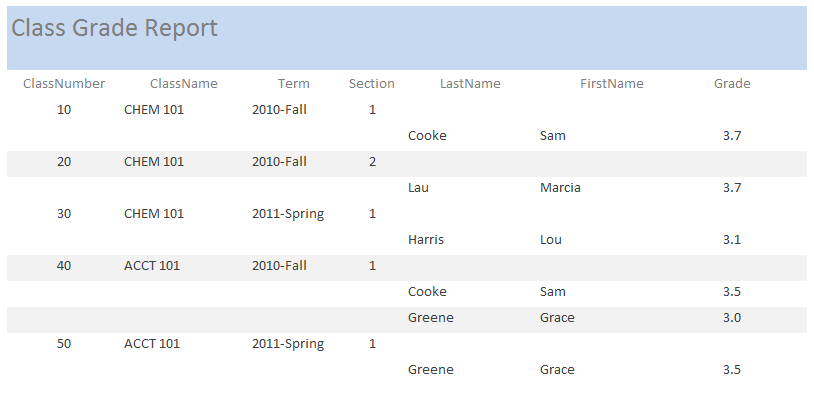 Class Grade Report
ClassNumber ClassName Term Section LastName FirstName Grade
10 CHEM 101 2010-Fall 1
Cooke Sam 3.7
20 CHEM 101 2010-Fall 2
Lau Marcia 3.7
30 CHEM 101 2011-Spring 1
Harris Lou 3.1
40 ACCT 101 2010-Fall 1
Cooke Sam 3.5
Greene Grace 3.0
50 ACCT 101 2011-Spring 1
Greene Grace 3.5